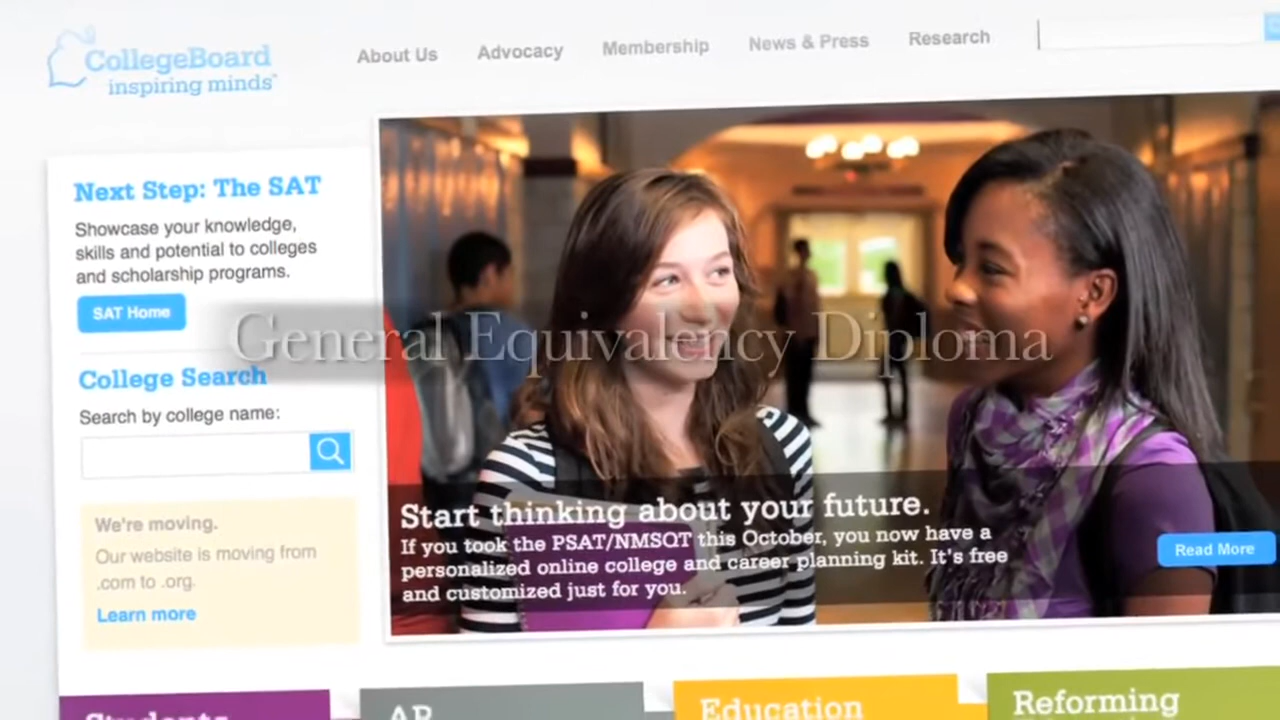 CollegeBoard
inspiring minds
About Us
Advocacy
Membership
News & Press
Research
Next Step: The SAT
Showcase your knowledge,
skills and potential to colleges
and scholarship programs.
SAT Home
General Equivalency Diploma
College Search
Search by college name:
We're moving.
Our website is moving from
.com to .org.
Learn more
Start thinking about your future.
If you took the PSAT/NMSQT this October, you now have a
personalized online college and career planning kit. It's free
and customized just for you.
Read More
Students
AP
Education
Reforming